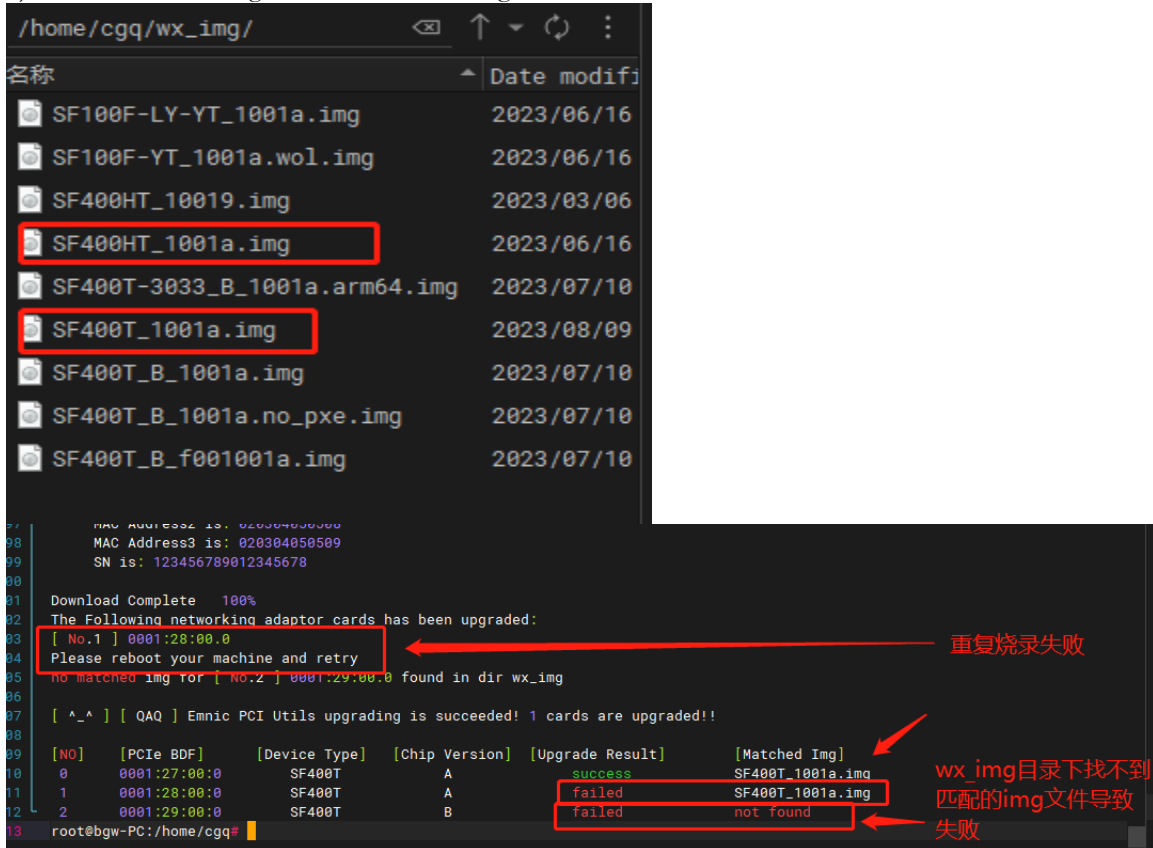 /home/cgq/wx_img/
名称 Date modifi
SF100F-LY-YT_1001a.img 2023/06/16
SF100F-YT_1001a.wol.img 2023/06/16
SF400HT_10019.img 2023/03/06
SF400HT_1001a.img 2023/06/16
SF400T-3033_B_1001a.arm64.img 2023/07/10
SF400T_1001a.img 2023/08/09
SF400T_B_1001a.img 2023/07/10
SF400T_B_1001a.no_pxe.img 2023/07/10
SF400T_B_f001001a.img 2023/07/10
97 MAC Address2 is: 020304050508
98 MAC Address3 is: 020304050509
99 SN is: 123456789012345678
00
01 Download Complete 100%
02 The Following networking adaptor cards has been upgraded:
03 [ No.1 ] 0001:28:00.0
04 Please reboot your machine and retry
重复烧录失败
05 no matched img for [ No.2 ] 0001:29:00.0 found in dir wx_img
06
07 [ ^_^ ] [ QAQ ] Emnic PCI Utils upgrading is succeeded! 1 cards are upgraded!!
08
09 [NO] [PCIe BDF] [Device Type] [Chip Version] [Upgrade Result] [Matched Img]
10 0 0001:27:00:0 SF400T A success SF400T_1001a.img
11 1 0001:28:00:0 SF400T A failed SF400T_1001a.img
12 2 0001:29:00:0 SF400T B failed not found
13 root@bgw-PC:/home/cgq#
wx_img目录下找不到
匹配的img文件导致
失败